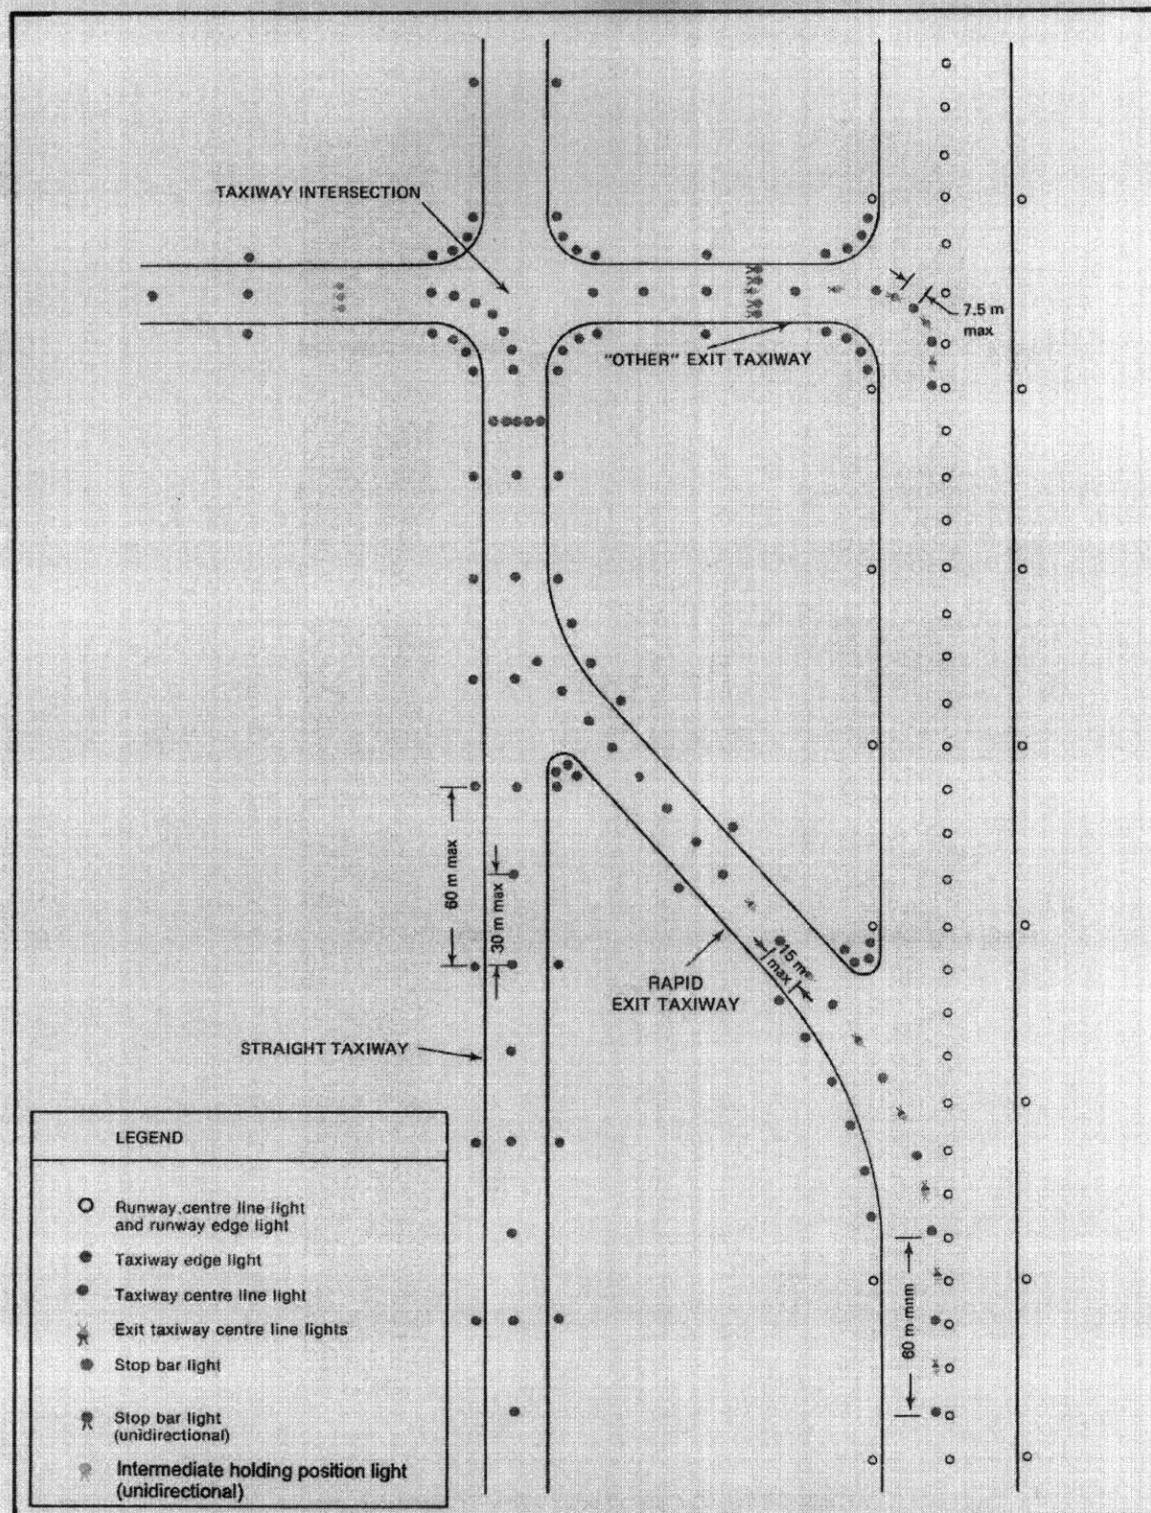 TAXIWAY INTERSECTION
7.5 m
max
"OTHER" EXIT TAXIWAY
60 m max
30 m max
15 m
max
RAPID
EXIT TAXIWAY
STRAIGHT TAXIWAY
60 m mnm
LEGEND
Runway centre line light
and runway edge light
Taxiway edge light
Taxiway centre line light
Exit taxiway centre line lights
Stop bar light
Stop bar light
(unidirectional)
Intermediate holding position light
(unidirectional)